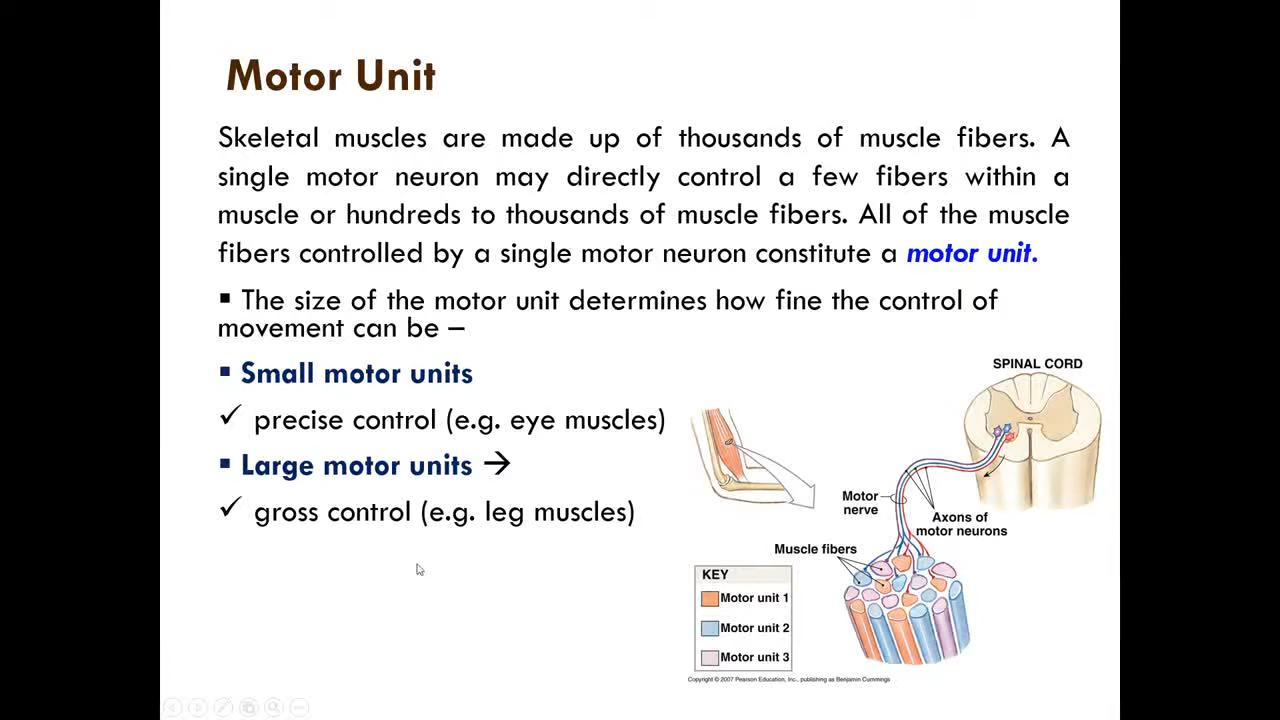 Motor Unit
Skeletal muscles are made up of thousands of muscle fibers. A
single motor neuron may directly control a few fibers within a
muscle or hundreds to thousands of muscle fibers. All of the muscle
fibers controlled by a single motor neuron constitute a motor unit.
▪ The size of the motor unit determines how fine the control of
movement can be –
▪ Small motor units
✓ precise control (e.g. eye muscles)
▪ Large motor units →
✓ gross control (e.g. leg muscles)
SPINAL CORD
Motor
nerve
Axons of
motor neurons
Muscle fibers
KEY
Motor unit 1
Motor unit 2
Motor unit 3
Copyright © 2007 Pearson Education, Inc., publishing as Benjamin Cummings